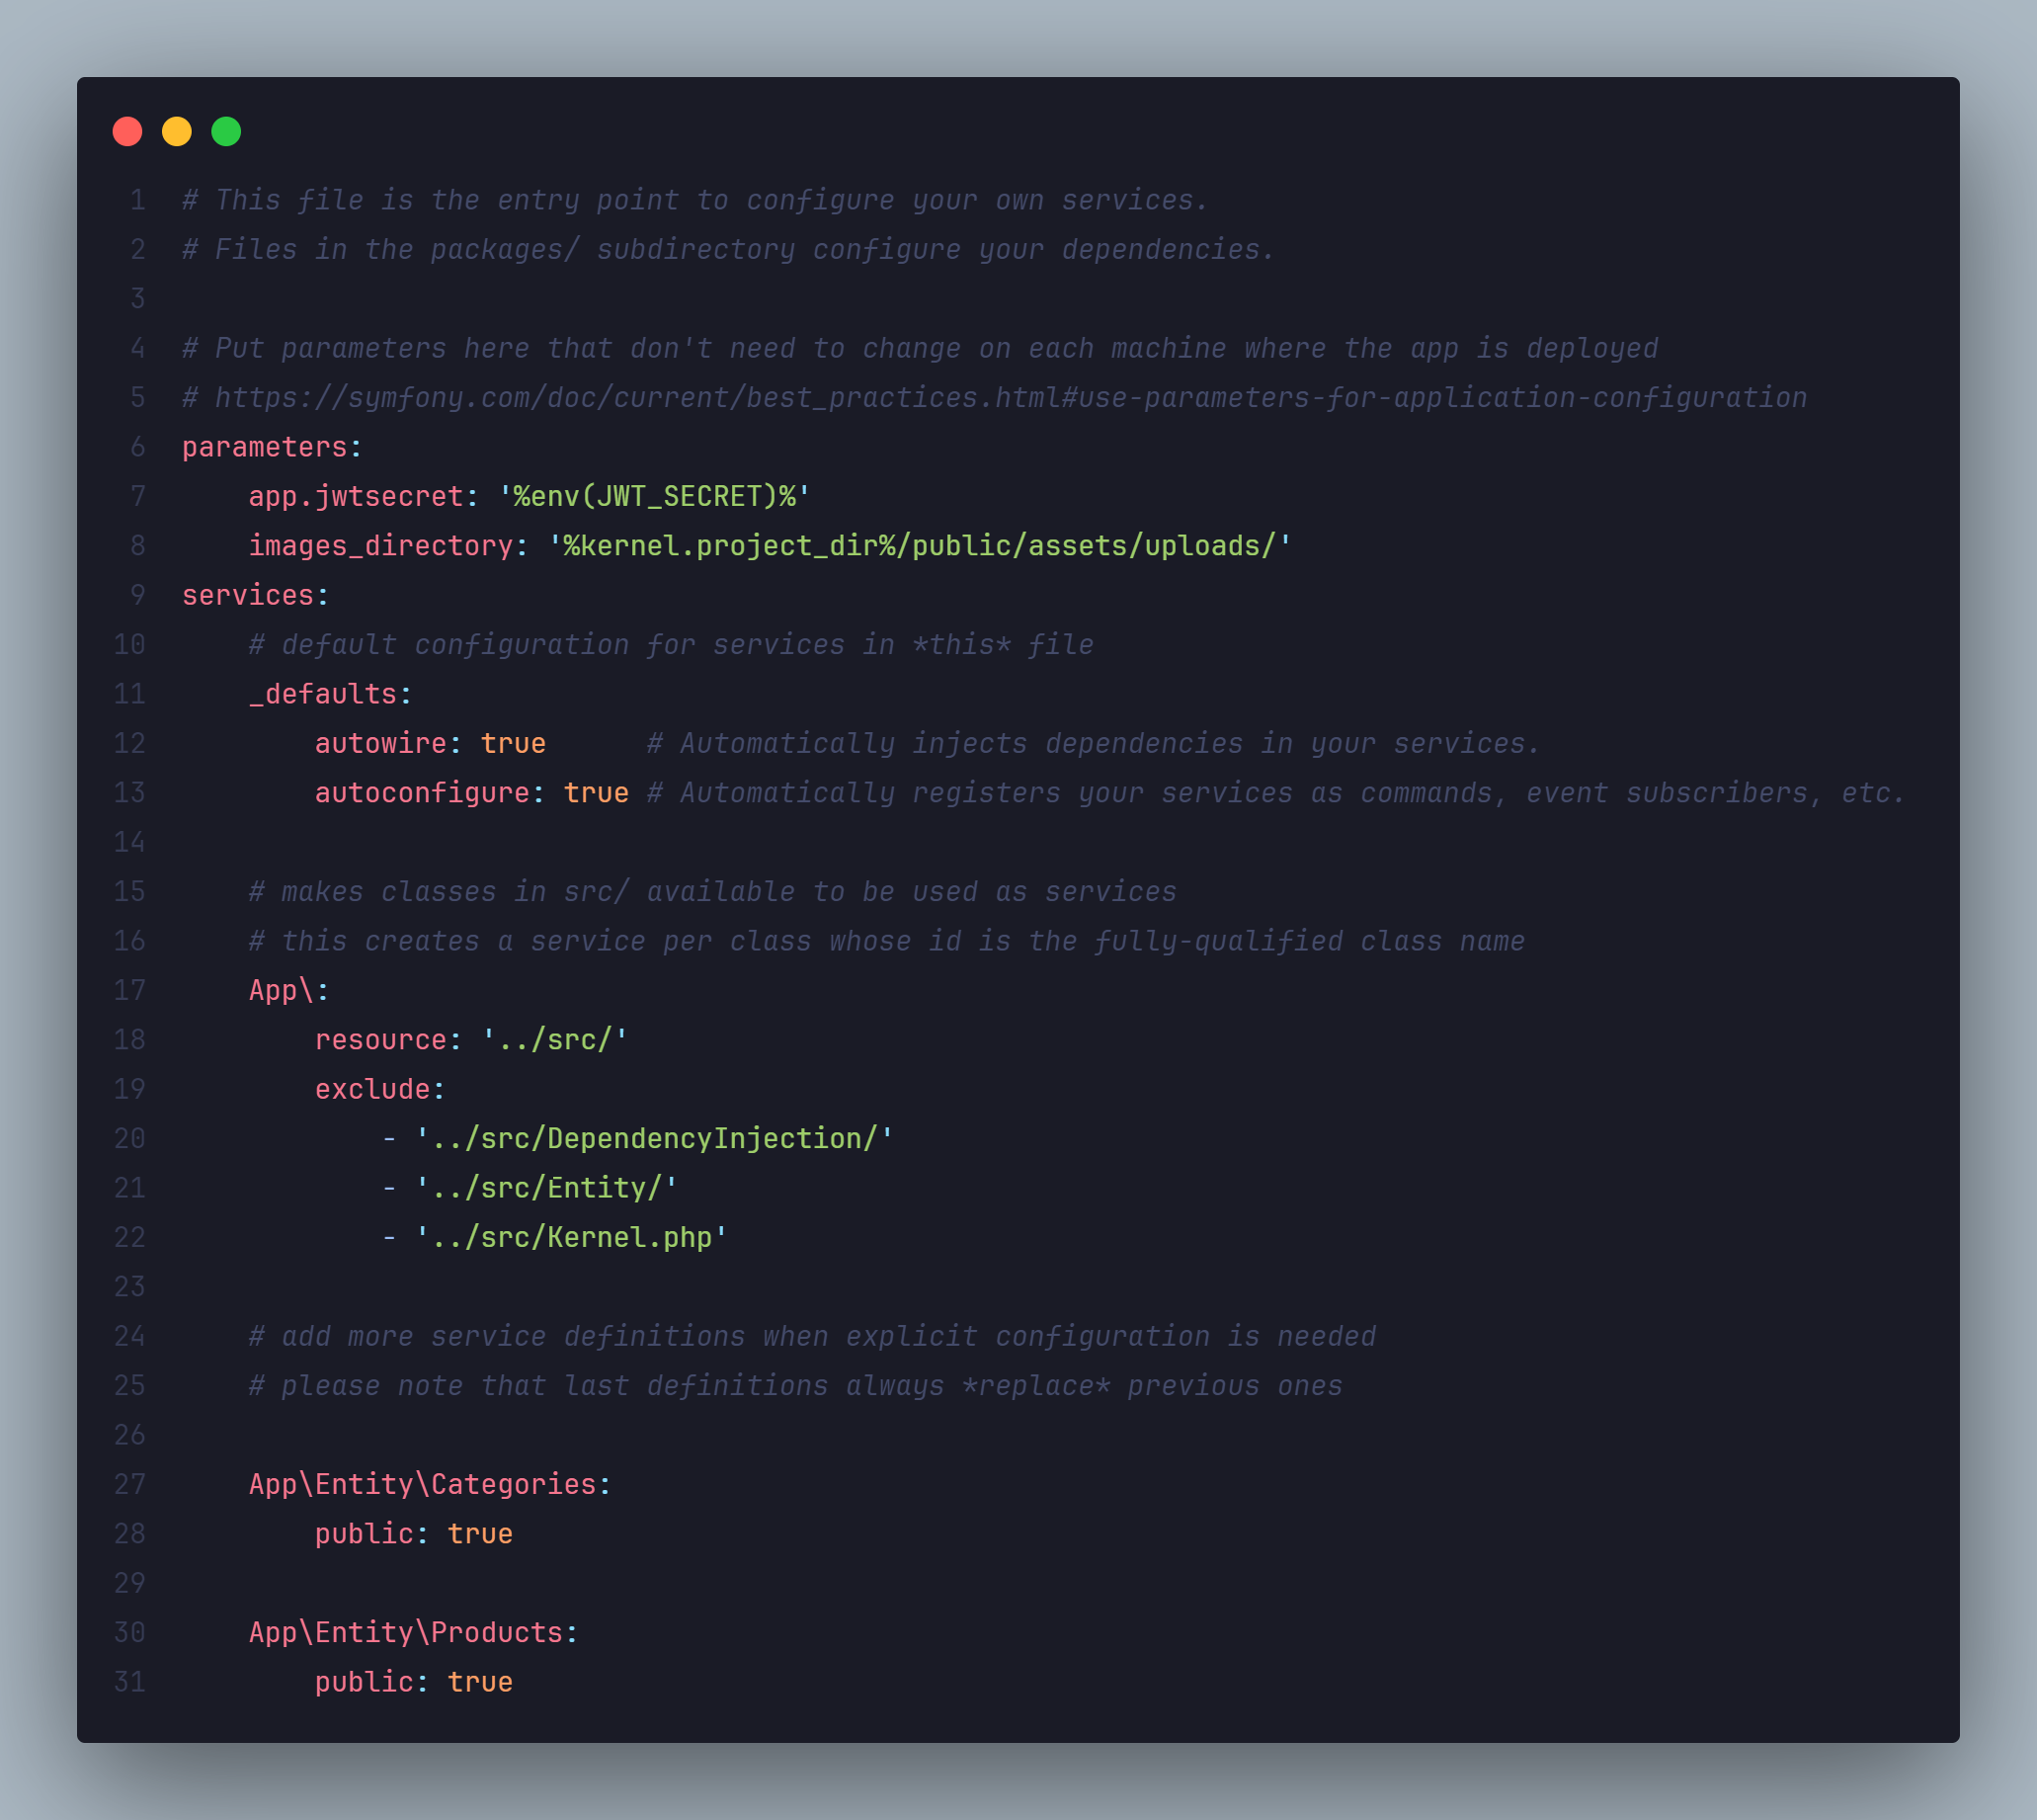 1 # This file is the entry point to configure your own services.
2 # Files in the packages/ subdirectory configure your dependencies.
3
4 # Put parameters here that don't need to change on each machine where the app is deployed
5 # https://symfony.com/doc/current/best_practices.html#use-parameters-for-application-configuration
6 parameters:
7     app.jwtsecret: '%env(JWT_SECRET)%'
8     images_directory: '%kernel.project_dir%/public/assets/uploads/'
9 services:
10     # default configuration for services in *this* file
11     _defaults:
12         autowire: true      # Automatically injects dependencies in your services.
13         autoconfigure: true # Automatically registers your services as commands, event subscribers, etc.
14
15     # makes classes in src/ available to be used as services
16     # this creates a service per class whose id is the fully-qualified class name
17     App\:
18         resource: '../src/'
19         exclude:
20             - '../src/DependencyInjection/'
21             - '../src/Entity/'
22             - '../src/Kernel.php'
23
24     # add more service definitions when explicit configuration is needed
25     # please note that last definitions always *replace* previous ones
26
27     App\Entity\Categories:
28         public: true
29
30     App\Entity\Products:
31         public: true